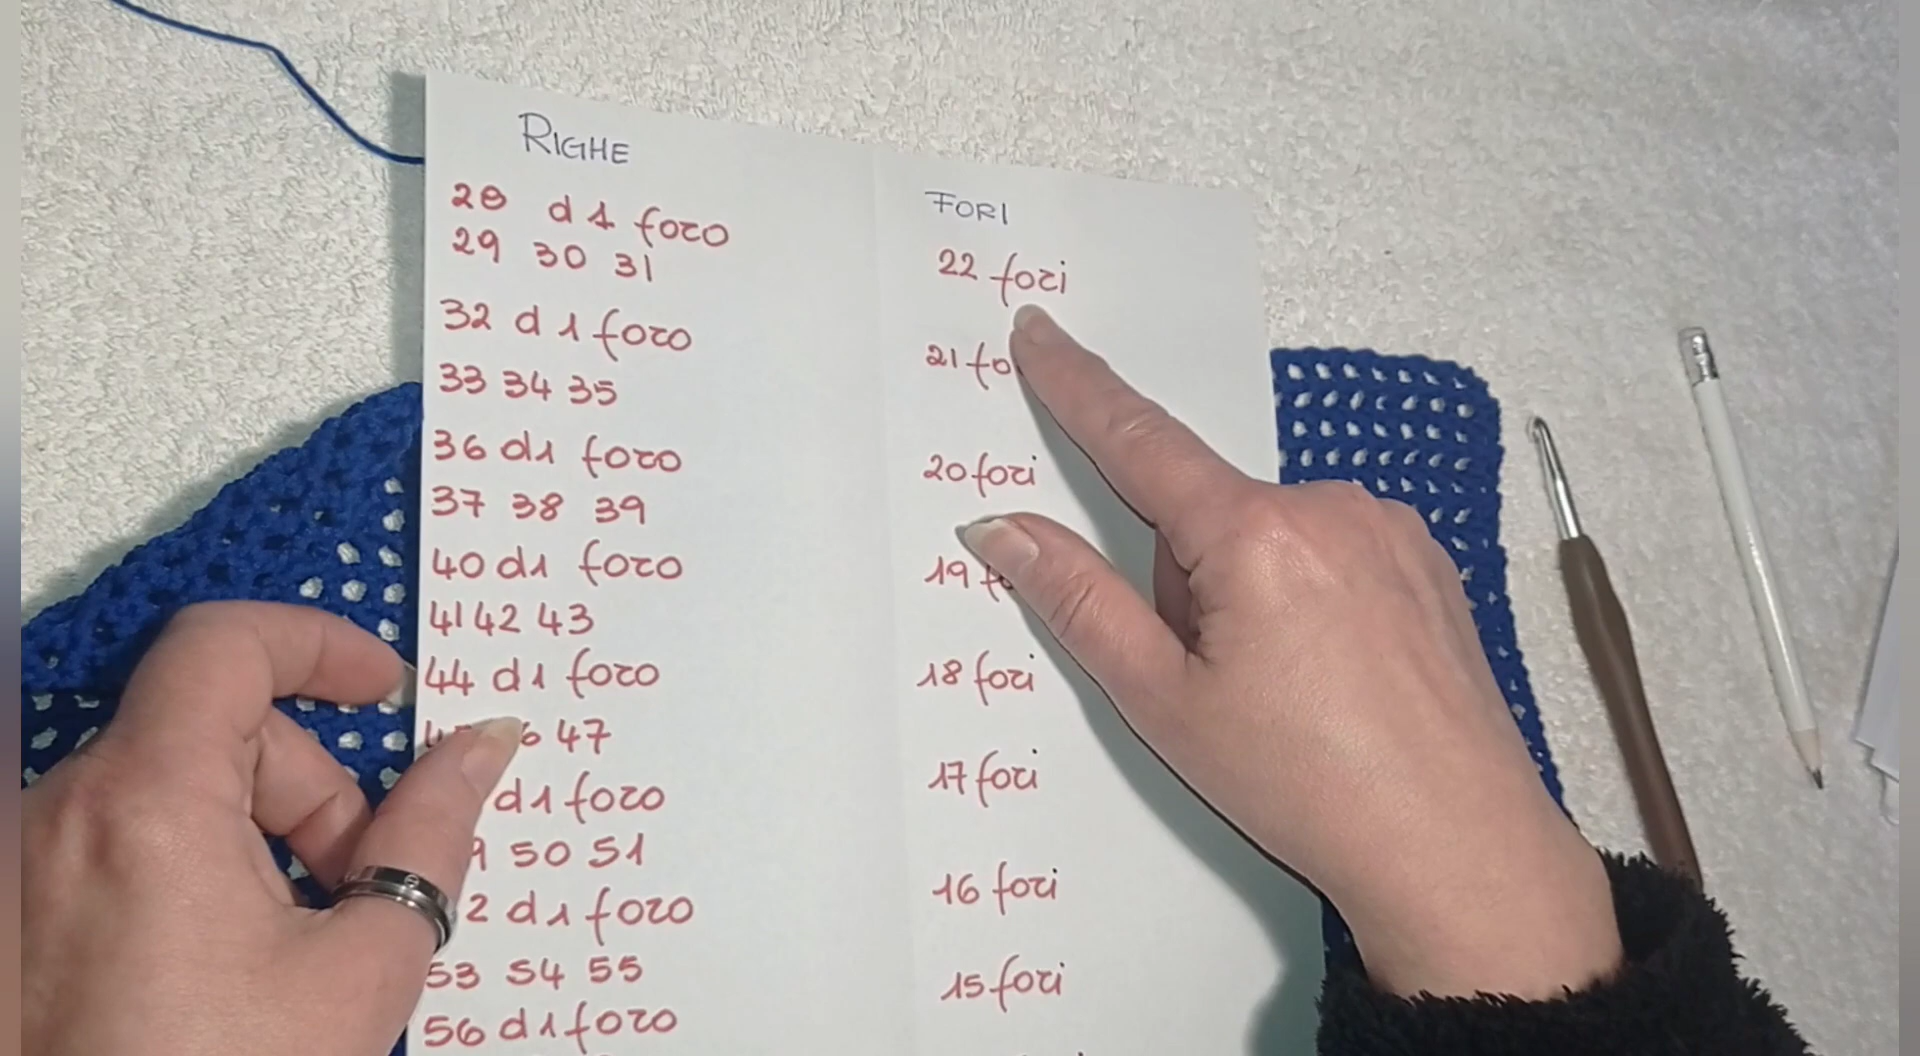 RIGHE
28 d 1 foro
29 30 31
32 d 1 foro
33 34 35
36 d1 foro
37 38 39
40 d1 foro
41 42 43
44 d1 foro
47
d1 foro
50 51
d1 foro
53 54 55
56 d1 foro
FORI
22 fori
21
20 fori
19
18 fori
17 fori
16 fori
15 fori